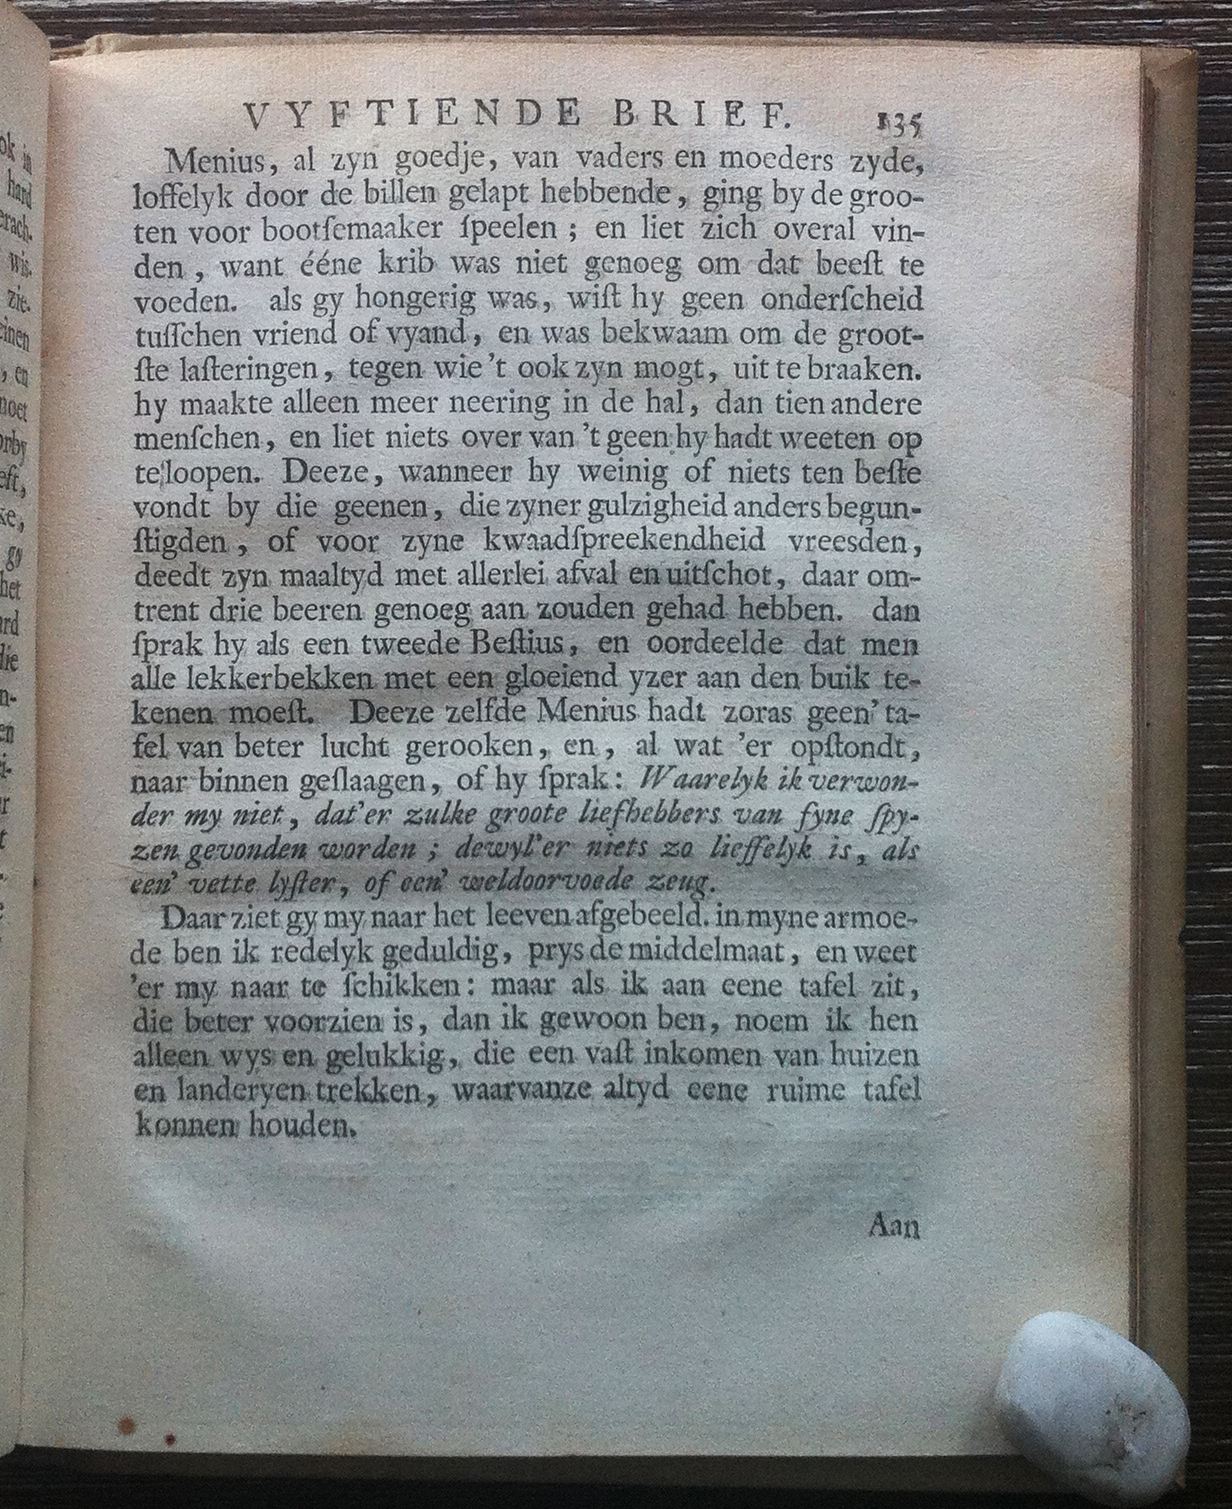 VYFTIENDE BRIEF. 135
Menius, al zyn goedje, van vaders en moeders zyde,
loffelyk door de billen gelapt hebbende, ging by de groo-
ten voor bootſemaaker ſpeelen ; en liet zich overal vin-
den , want ééne krib was niet genoeg om dat beeſt te
voeden. als gy hongerig was, wiſt hy geen onderſcheid
tuſſchen vriend of vyand, en was bekwaam om de groot-
ſte laſteringen, tegen wie 't ook zyn mogt, uit te braaken.
hy maakte alleen meer neering in de hal, dan tien andere
menſchen, en liet niets over van 't geen hy hadt weeten op
te loopen. Deeze, wanneer hy weinig of niets ten beſte
vondt by die geenen, die zyner gulzigheid anders begun-
ſtigden, of voor zyne kwaadſpreekendheid vreesden,
deedt zyn maaltyd met allerlei afval en uitſchot, daar om-
trent drie beeren genoeg aan zouden gehad hebben. dan
ſprak hy als een tweede Beſtius, en oordeelde dat men
alle lekkerbekken met een gloeiend yzer aan den buik te-
kenen moeſt. Deeze zelfde Menius hadt zoras geen' ta-
fel van beter lucht gerooken, en, al wat 'er opſtondt,
naar binnen geſlaagen, of hy ſprak: Waarelyk ik verwon-
der my niet, dat'er zulke groote liefhebbers van fyne ſpy-
zen gevonden worden ; dewyl'er niets zo lieffelyk is, als
een' vette lyſter, of een' weldoorvoede zeug.
Daar ziet gy my naar het leeven afgebeeld. in myne armoe-
de ben ik redelyk geduldig, prys de middelmaat, en weet
'er my naar te ſchikken: maar als ik aan eene tafel zit,
die beter voorzien is, dan ik gewoon ben, noem ik hen
alleen wys en gelukkig, die een vaſt inkomen van huizen
en landeryen trekken, waarvanze altyd eene ruime tafel
konnen houden.
Aan